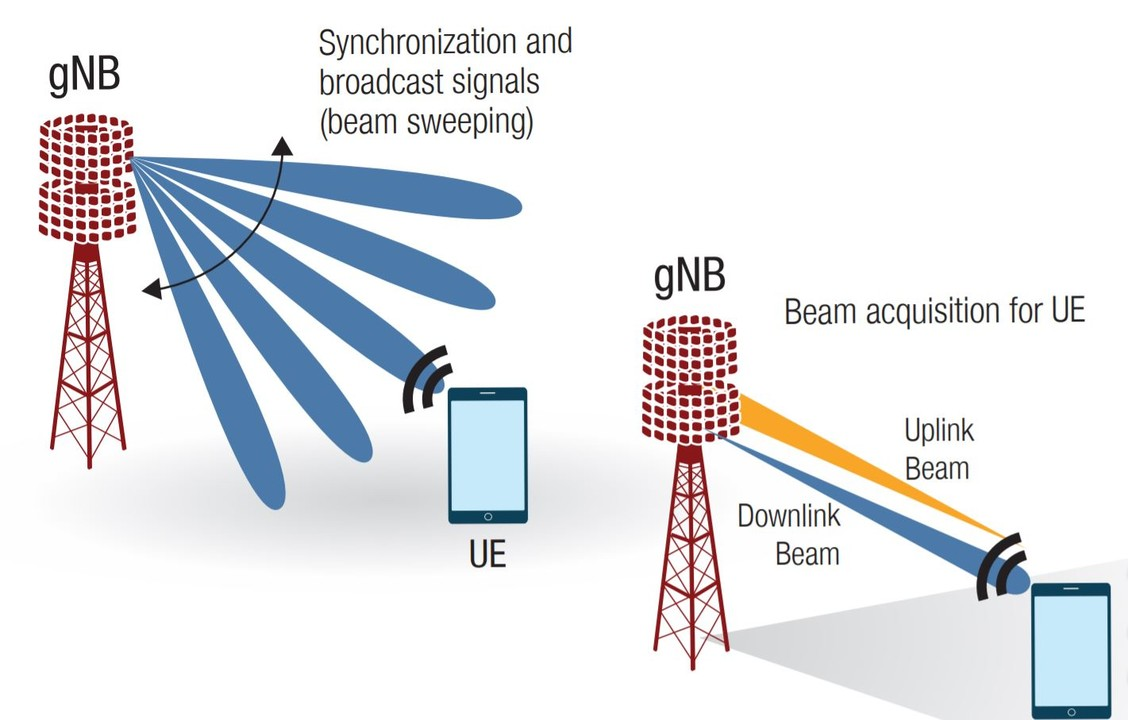 gNB
Synchronization and
broadcast signals
(beam sweeping)
UE
gNB
Beam acquisition for UE
Uplink
Beam
Downlink
Beam